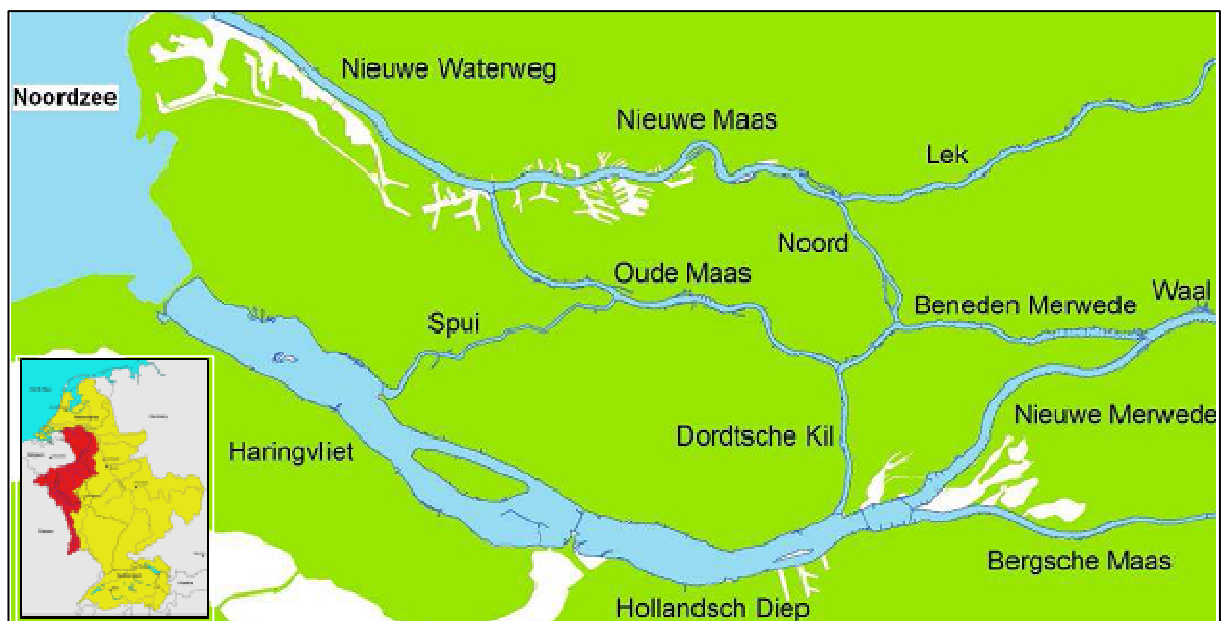 Nieuwe Waterweg
Noordzee
Nieuwe Maas
Lek
Noord
Oude Maas
Waal
Beneden Merwede
Spui
Nieuwe Merwede
Dordtsche Kil
Haringvliet
Bergsche Maas
Hollandsch Diep